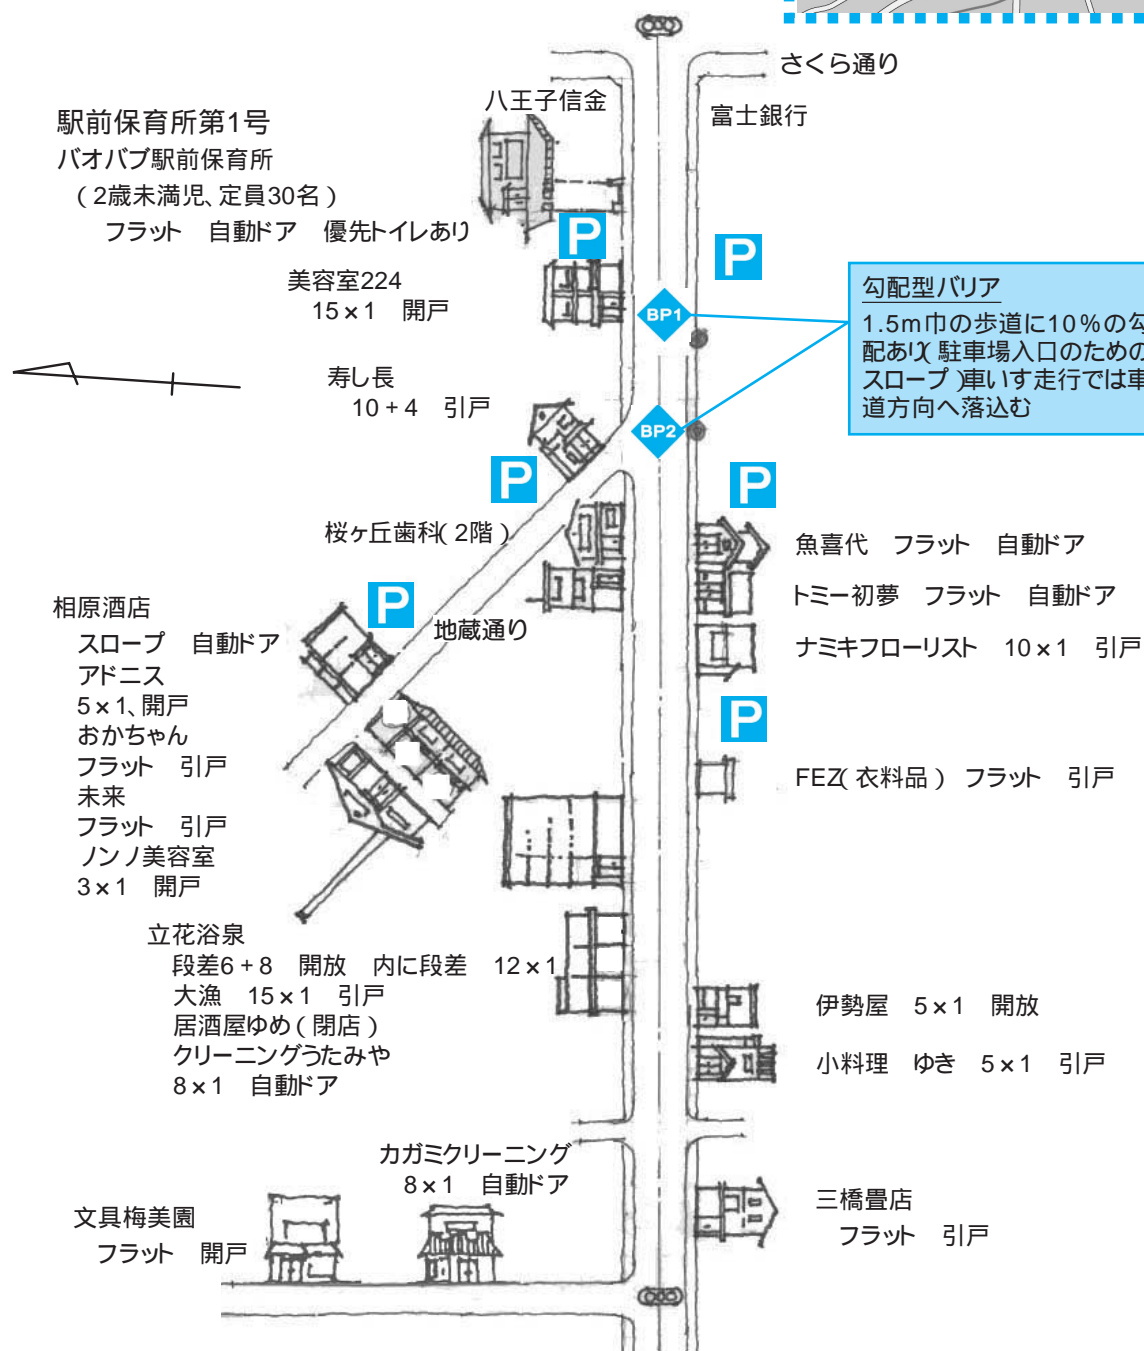 さくら通り
八王子信金
富士銀行
駅前保育所第1号
バオバブ駅前保育所
(2歳未満児、定員30名)
フラット 自動ドア 優先トイレあり
P
P
美容室224
15×1 開戸
BP1
勾配型バリア
1.5m巾の歩道に10%の勾
配あり(駐車場入口のための
スロープ)車いす走行では車
道方向へ落込む
寿し長
10+4 引戸
BP2
P
P
桜ヶ丘歯科(2階)
魚喜代 フラット 自動ドア
トミー初夢 フラット 自動ドア
ナミキフローリスト 10×1 引戸
P
地蔵通り
相原酒店
スロープ 自動ドア
アドニス
5×1、開戸
おかちゃん
フラット 引戸
未来
フラット 引戸
ノンノ美容室
3×1 開戸
P
FEZ(衣料品) フラット 引戸
立花浴泉
段差6+8 開放 内に段差 12×1
大漁 15×1 引戸
居酒屋ゆめ(閉店)
クリーニングうたみや
8×1 自動ドア
伊勢屋 5×1 開放
小料理 ゆき 5×1 引戸
カガミクリーニング
8×1 自動ドア
文具梅美園
フラット 開戸
三橋畳店
フラット 引戸